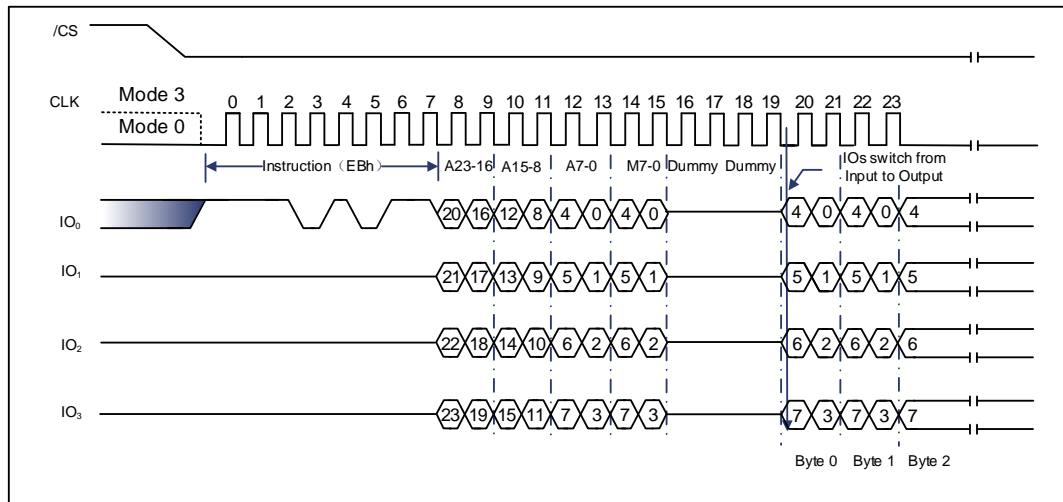 /CS
CLK
Mode 3
Mode 0
0 1 2 3 4 5 6 7 8 9 10 11 12 13 14 15 16 17 18 19 20 21 22 23
Instruction（EBh） A23-16 A15-8 A7-0 M7-0 Dummy Dummy
IOs switch from
Input to Output
IO₀ 20 16 12 8 4 0 4 0 4 0 4 0 4
IO₁ 21 17 13 9 5 1 5 1 5 1 5 1 5
IO₂ 22 18 14 10 6 2 6 2 6 2 6 2 6
IO₃ 23 19 15 11 7 3 7 3 7 3 7 3 7
Byte 0 Byte 1 Byte 2